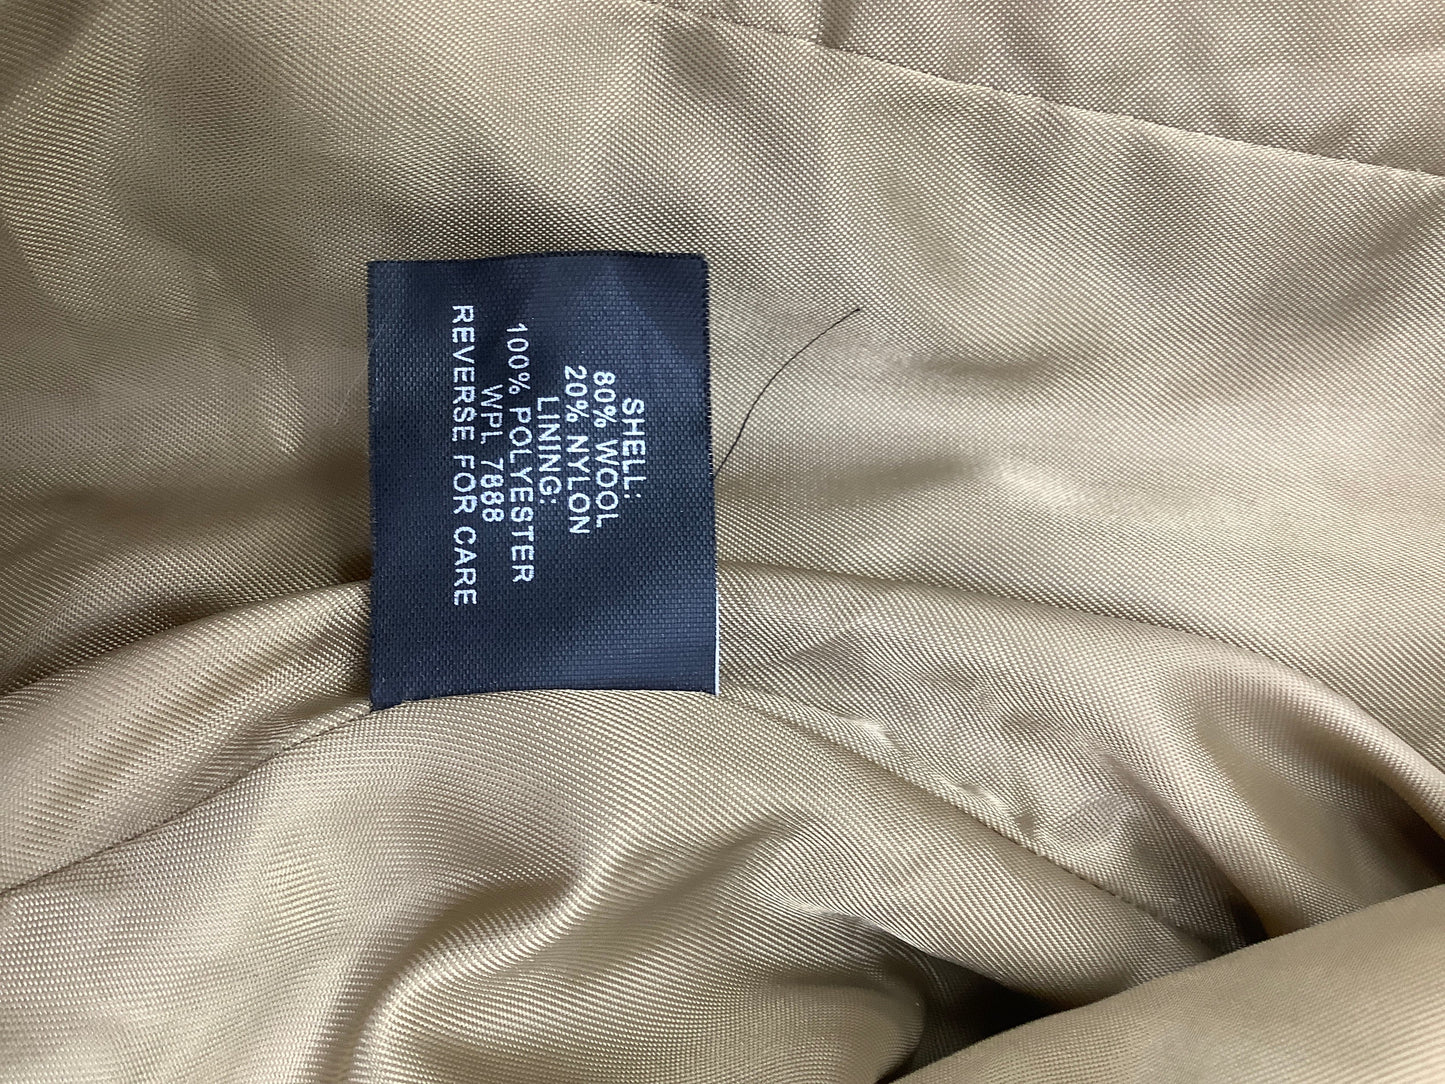 SHELL:
80% WOOL
20% NYLON
LINING:
100% POLYESTER
WPL 7888
REVERSE FOR CARE